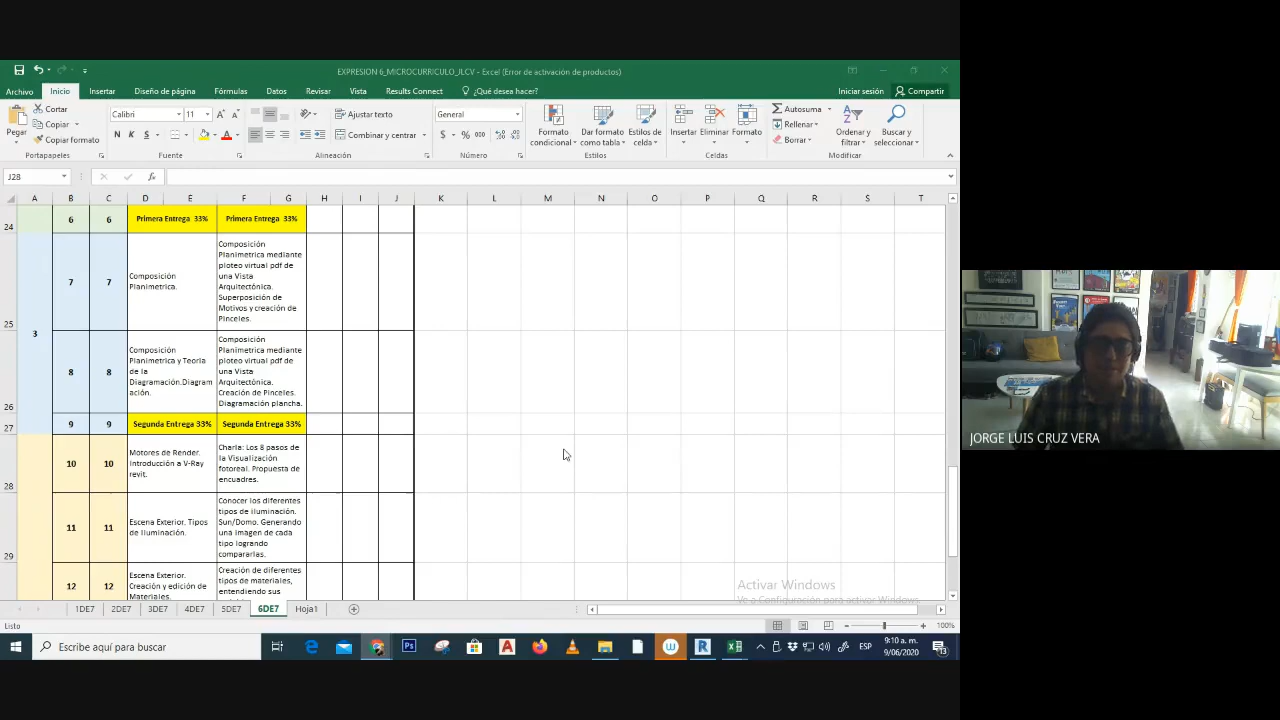 EXPRESION 6_MICROCURRICULO_JLCV - Excel (Error de activación de productos)
Archivo Inicio Insertar Diseño de página Fórmulas Datos Revisar Vista Results Connect ¿Qué desea hacer? Iniciar sesión Compartir
Pegar
Cortar
Copiar
Copiar formato
Portapapeles
Calibri 11
N K S
Fuente
Ajustar texto
Combinar y centrar
Alineación
General
$ % 000
Número
Formato condicional
Dar formato como tabla
Estilos de celda
Estilos
Insertar Eliminar Formato
Celdas
Autosuma
Rellenar
Borrar
Ordenar y filtrar
Buscar y seleccionar
Modificar
J28 fx
A B C D E F G H I J K L M N O P Q R S T
24 6 6 Primera Entrega 33% Primera Entrega 33%
3
25 7 7
Composición
Planimetrica.
Composición
Planimetrica mediante
ploteo virtual pdf de
una Vista
Arquitectónica.
Superposición de
Motivos y creación de
Pinceles.
26 8 8
Composición
Planimetrica y Teoria
de la
Diagramación.Diagram
ación.
Composición
Planimetrica mediante
ploteo virtual pdf de
una Vista
Arquitectónica.
Creación de Pinceles.
Diagramación plancha.
27 9 9 Segunda Entrega 33% Segunda Entrega 33%
28 10 10
Motores de Render.
Introducción a V-Ray
revit.
Charla: Los 8 pasos de
la Visualización
fotoreal. Propuesta de
encuadres.
29 11 11
Escena Exterior. Tipos
de Iluminación.
Conocer los diferentes
tipos de iluminación.
Sun/Domo. Generando
una imagen de cada
tipo logrando
compararlas.
12 12
Escena Exterior.
Creación y edición de
Materiales.
Creación de diferentes
tipos de materiales,
entendiendo sus
Activar Windows
Ve a Configuración para activar Windows.
1DE7 2DE7 3DE7 4DE7 5DE7 6DE7 Hoja1
Listo 100%
Escribe aquí para buscar
ESP
9:10 a. m.
9/06/2020
13
JORGE LUIS CRUZ VERA